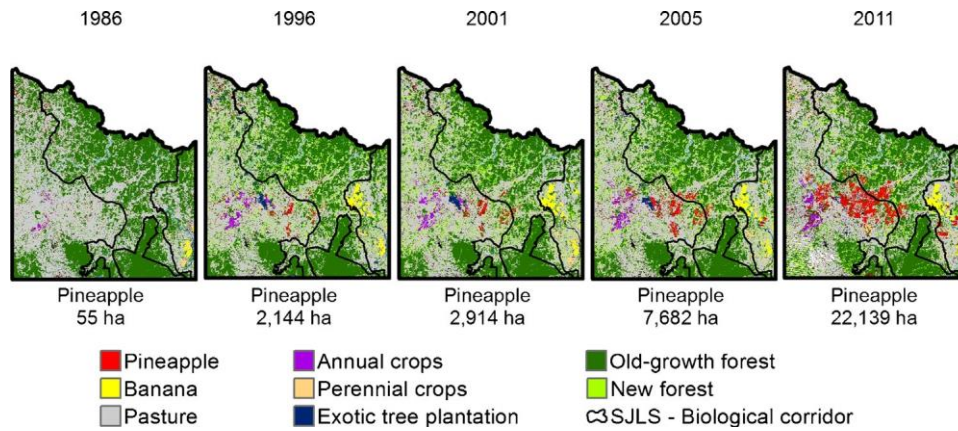 1986 1996 2001 2005 2011
Pineapple Pineapple Pineapple Pineapple Pineapple
55 ha 2,144 ha 2,914 ha 7,682 ha 22,139 ha
Pineapple Annual crops Old-growth forest
Banana Perennial crops New forest
Pasture Exotic tree plantation SJLS - Biological corridor